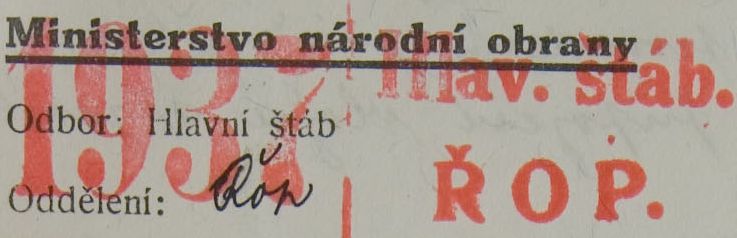 Ministerstvo národní obrany
1937 Hlav. štáb.
Odbor: Hlavní štáb
Oddělení: Řop
ŘOP.